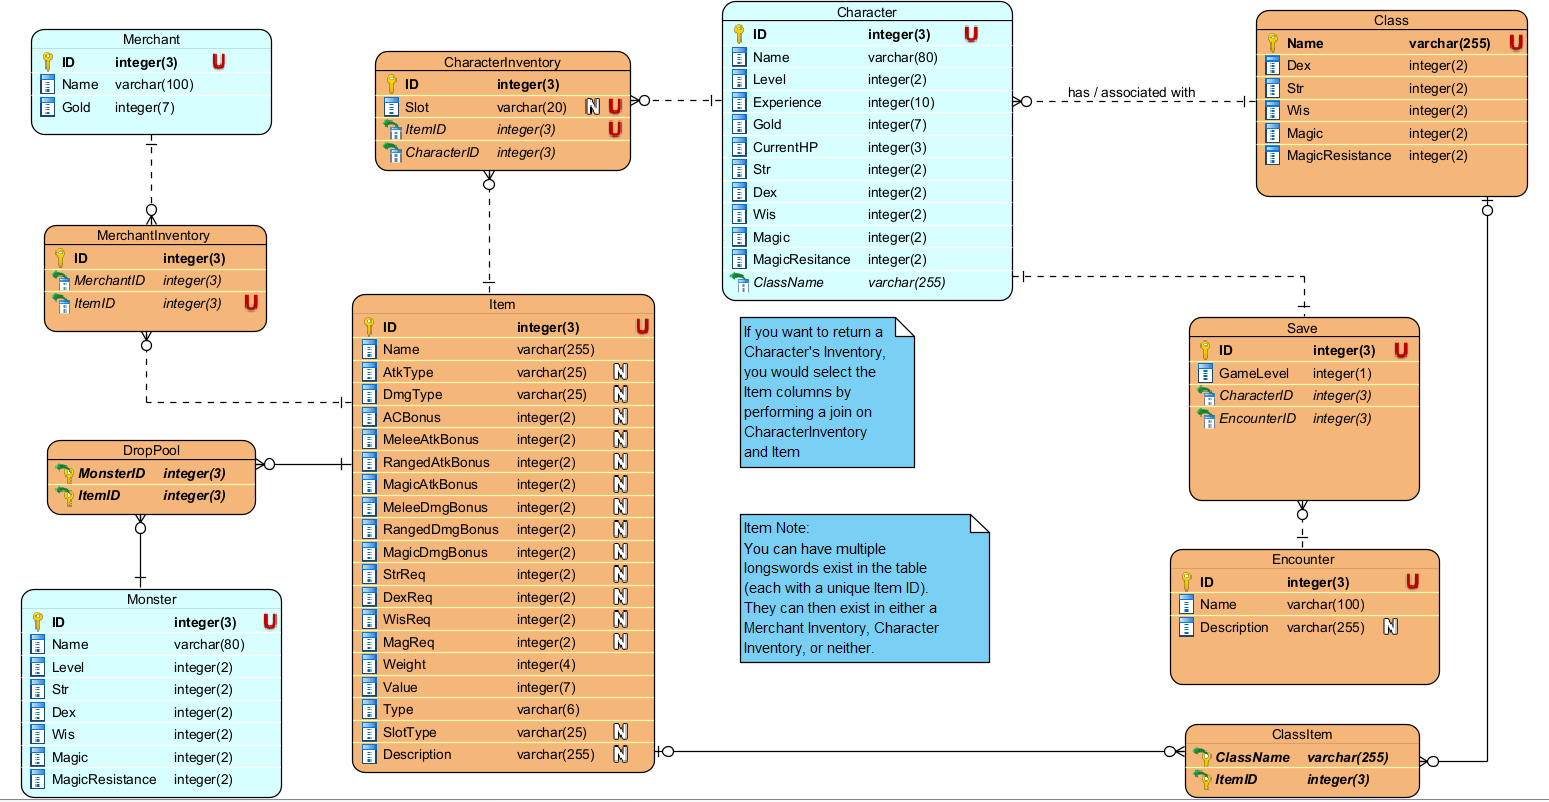 Merchant
ID integer(3) U
Name varchar(100)
Gold integer(7)
CharacterInventory
ID integer(3)
Slot varchar(20) N U
ItemID integer(3) U
CharacterID integer(3)
Character
ID integer(3) U
Name varchar(80)
Level integer(2)
Experience integer(10)
Gold integer(7)
CurrentHP integer(3)
Str integer(2)
Dex integer(2)
Wis integer(2)
Magic integer(2)
MagicResitance integer(2)
ClassName varchar(255)
has / associated with
Class
Name varchar(255) U
Dex integer(2)
Str integer(2)
Wis integer(2)
Magic integer(2)
MagicResistance integer(2)
MerchantInventory
ID integer(3)
MerchantID integer(3)
ItemID integer(3) U
Item
ID integer(3) U
Name varchar(255)
AtkType varchar(25) N
DmgType varchar(25) N
ACBonus integer(2) N
MeleeAtkBonus integer(2) N
RangedAtkBonus integer(2) N
MagicAtkBonus integer(2) N
MeleeDmgBonus integer(2) N
RangedDmgBonus integer(2) N
MagicDmgBonus integer(2) N
StrReq integer(2) N
DexReq integer(2) N
WisReq integer(2) N
MagReq integer(2) N
Weight integer(4)
Value integer(7)
Type varchar(6)
SlotType varchar(25) N
Description varchar(255) N
If you want to return a
Character's Inventory,
you would select the
Item columns by
performing a join on
CharacterInventory
and Item
Save
ID integer(3) U
GameLevel integer(1)
CharacterID integer(3)
EncounterID integer(3)
DropPool
MonsterID integer(3)
ItemID integer(3)
Item Note:
You can have multiple
longswords exist in the table
(each with a unique Item ID).
They can then exist in either a
Merchant Inventory, Character
Inventory, or neither.
Encounter
ID integer(3) U
Name varchar(100)
Description varchar(255) N
Monster
ID integer(3) U
Name varchar(80)
Level integer(2)
Str integer(2)
Dex integer(2)
Wis integer(2)
Magic integer(2)
MagicResistance integer(2)
ClassItem
ClassName varchar(255)
ItemID integer(3)